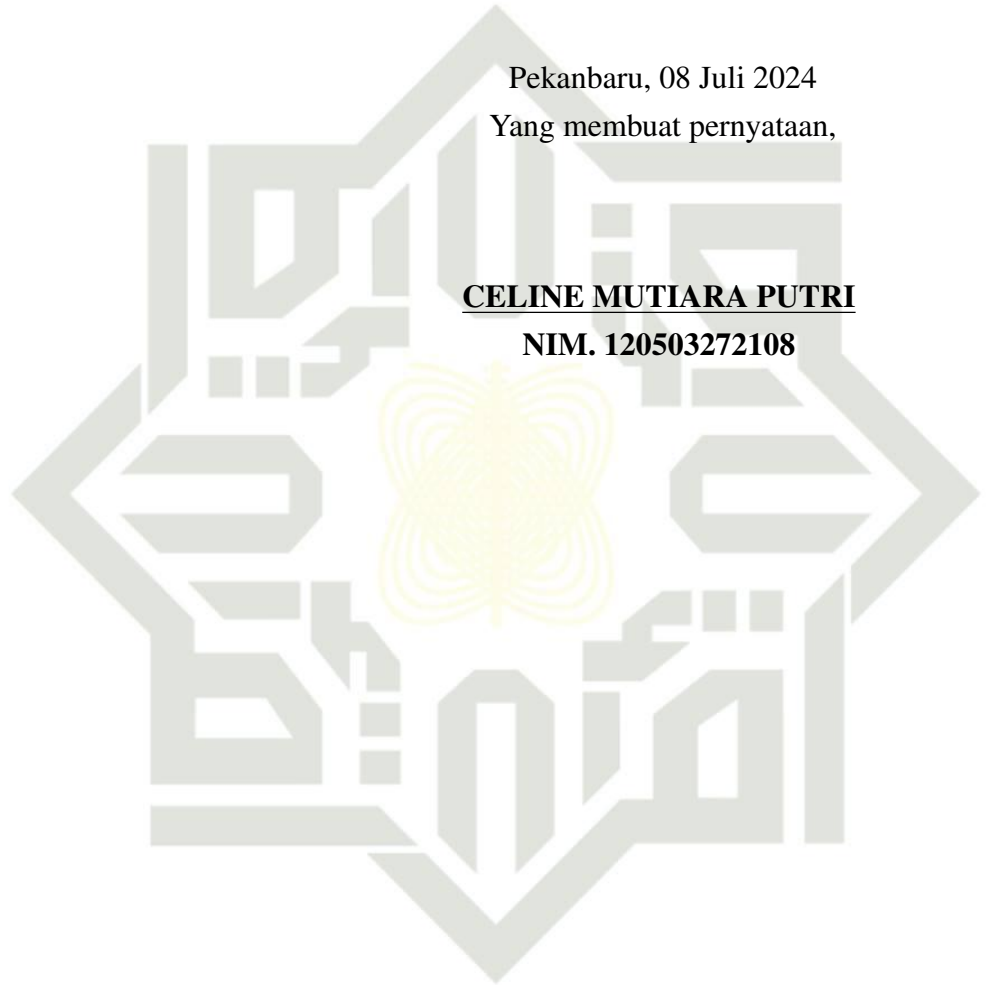 Pekanbaru, 08 Juli 2024
Yang membuat pernyataan,
CELINE MUTIARA PUTRI
NIM. 120503272108